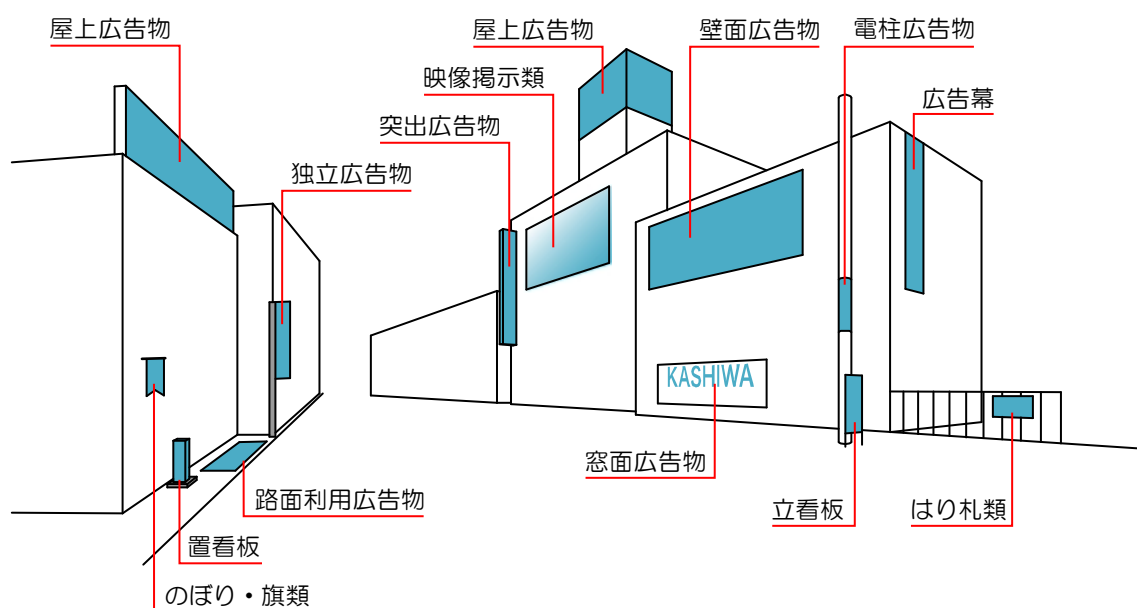 屋上広告物
屋上広告物
壁面広告物
電柱広告物
映像掲示類
広告幕
突出広告物
独立広告物
KASHIWA
窓面広告物
路面利用広告物
立看板
はり札類
置看板
のぼり・旗類